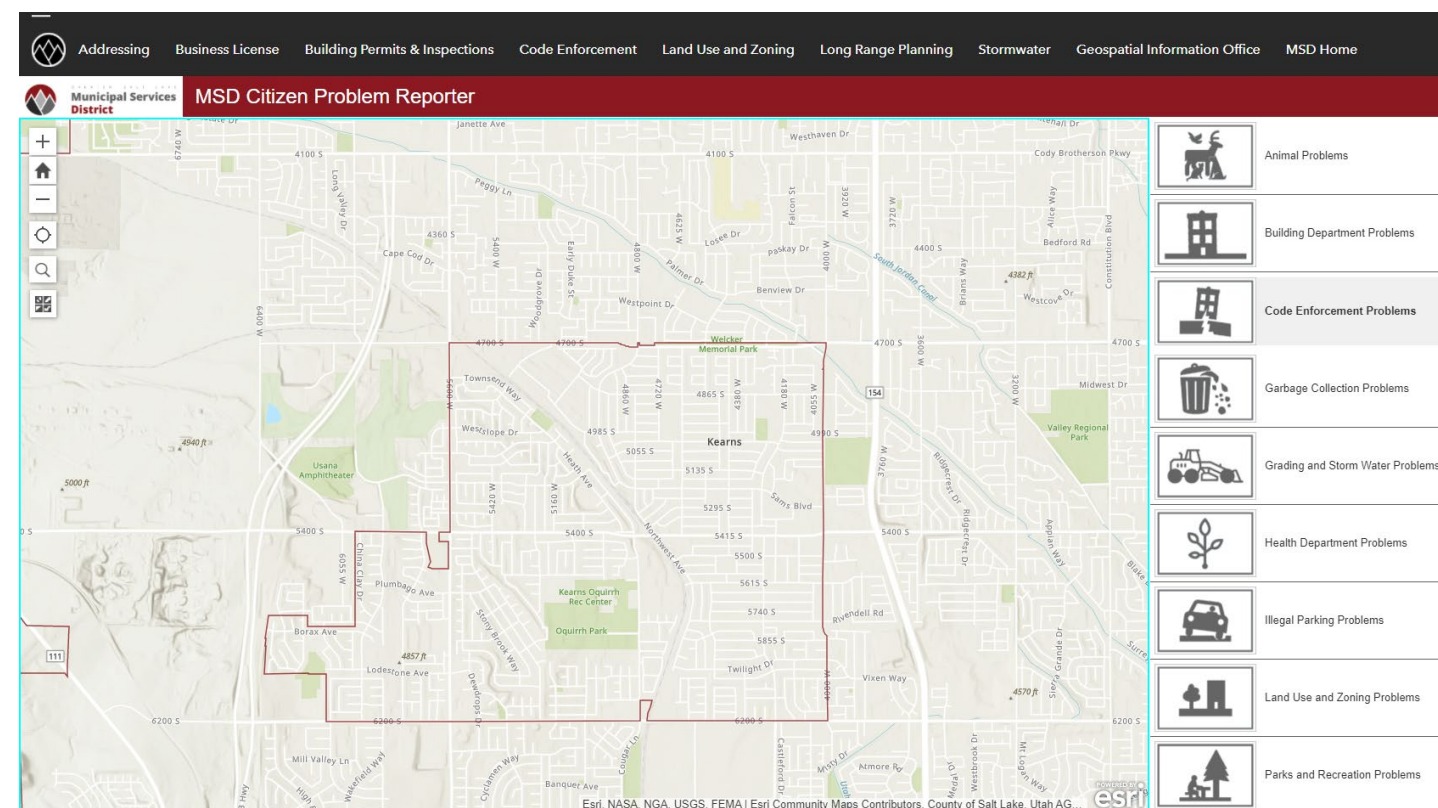 Addressing
Business License
Building Permits & Inspections
Code Enforcement
Land Use and Zoning
Long Range Planning
Stormwater
Geospatial Information Office
MSD Home
Municipal Services
District
MSD Citizen Problem Reporter
Janette Ave
Westhaven Dr
6740 W
4100 S
4100 S
Cody Brotherson Pkwy
Long Valley Dr
Peggy Ln
Falcon St
3920 W
3720 W
Alice Way
Constitution Blvd
4625 W
4360 S
Cape Cod Dr
5400 W
Early Duke St
4800 W
Losee Dr
Paskay Dr
4000 W
4400 S
Bedford Rd
South Jordan Canal
Brians Way
4382 ft
Palmer Dr
Benview Dr
Westcove Dr
Woodgrove Dr
Westpoint Dr
6400 W
4700 S
4700 S
Welcker
Memorial Park
4700 S
3600 W
4700 S
Townsend Way
5600 W
4860 W
4720 W
4865 S
4380 W
4180 W
4055 W
154
3200 W
Midwest Dr
Westslope Dr
4985 S
4990 S
Valley Regional
Park
4940 ft
Kearns
5055 S
Heath Ave
5135 S
3760 W
Ridgecrest Dr
Usana
Amphitheater
5000 ft
5420 W
5160 W
Sams Blvd
5295 S
5400 S
5400 S
5415 S
5400 S
Northwest Ave
Ridgecrest Dr
Appian Way
6055 W
China Clay Dr
5500 S
Plumbago Ave
5615 S
Kearns Oquirrh
Rec Center
5740 S
Rivendell Rd
Borax Ave
Stony Brook Way
Oquirrh Park
5855 S
111
4857 ft
Lodestone Ave
Twilight Dr
Vixen Way
Sierra Grande Dr
Dewdrops Dr
4000 W
4570 ft
6200 S
6200 S
6200 S
6200 S
Mill Valley Ln
Wakefield Way
Cyclamen Way
Cougar Ln
Castleford Dr
Misty Dr
Atmore Rd
Westbrook Dr
Mt Logan Way
Banquer Ave
Esri, NASA, NGA, USGS, FEMA | Esri Community Maps Contributors, County of Salt Lake, Utah AG...
POWERED BY
esri
Animal Problems
Building Department Problems
Code Enforcement Problems
Garbage Collection Problems
Grading and Storm Water Problems
Health Department Problems
Illegal Parking Problems
Land Use and Zoning Problems
Parks and Recreation Problems